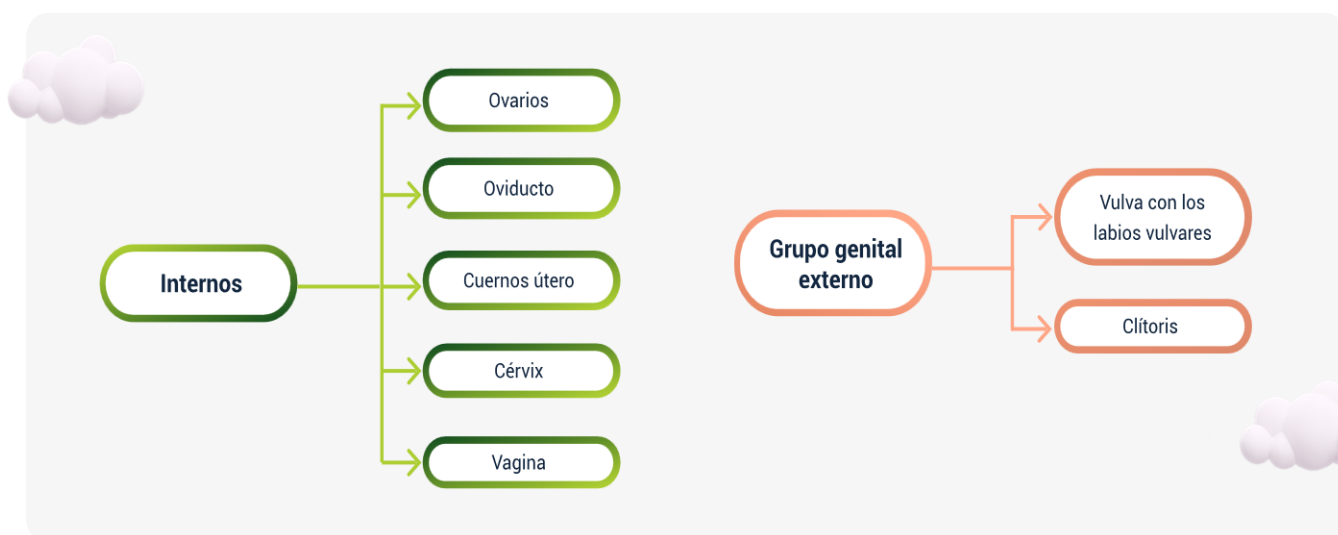 Internos
Ovarios
Oviducto
Cuernos útero
Cérvix
Vagina
Grupo genital
externo
Vulva con los
labios vulvares
Clítoris